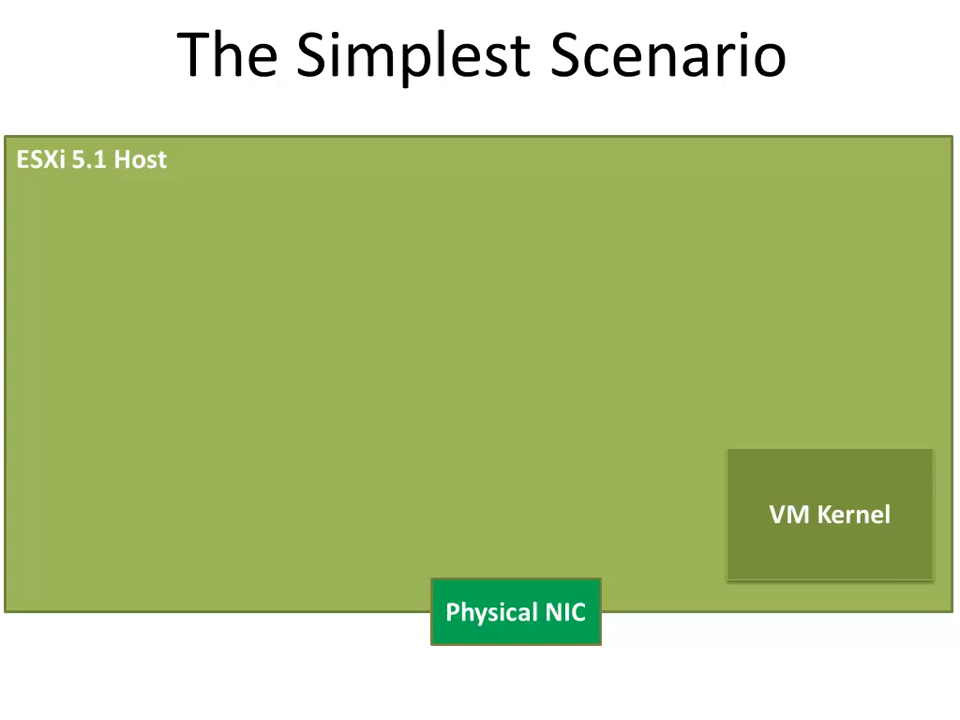 The Simplest Scenario
ESXi 5.1 Host
VM Kernel
Physical NIC